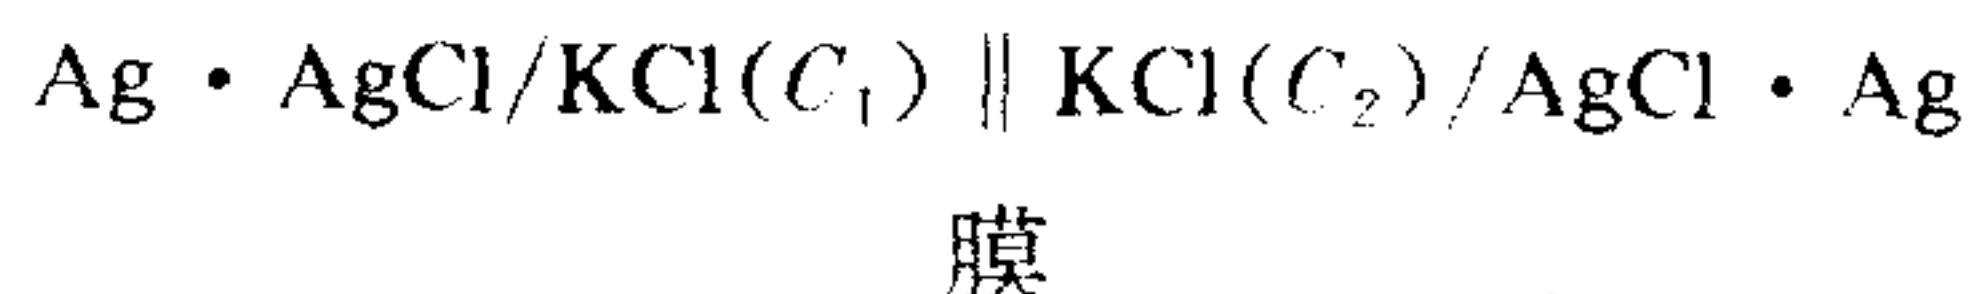 Ag · AgCl/KCl(C₁) ‖ KCl(C₂)/AgCl · Ag
膜